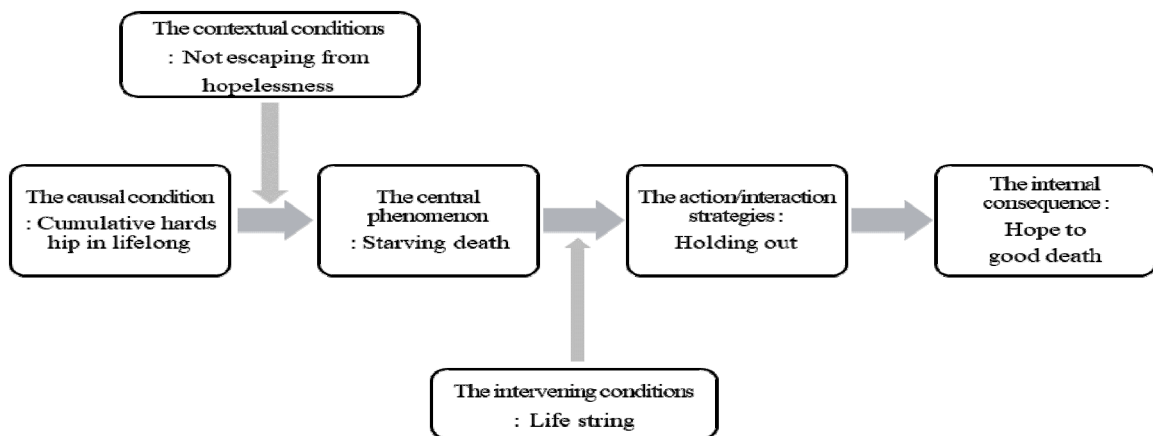 The contextual conditions
: Not escaping from
hopelessness
The causal condition
: Cumulative hards
hip in lifelong
The central
phenomenon
: Starving death
The action/interaction
strategies :
Holding out
The internal
consequence :
Hope to
good death
The intervening conditions
: Life string